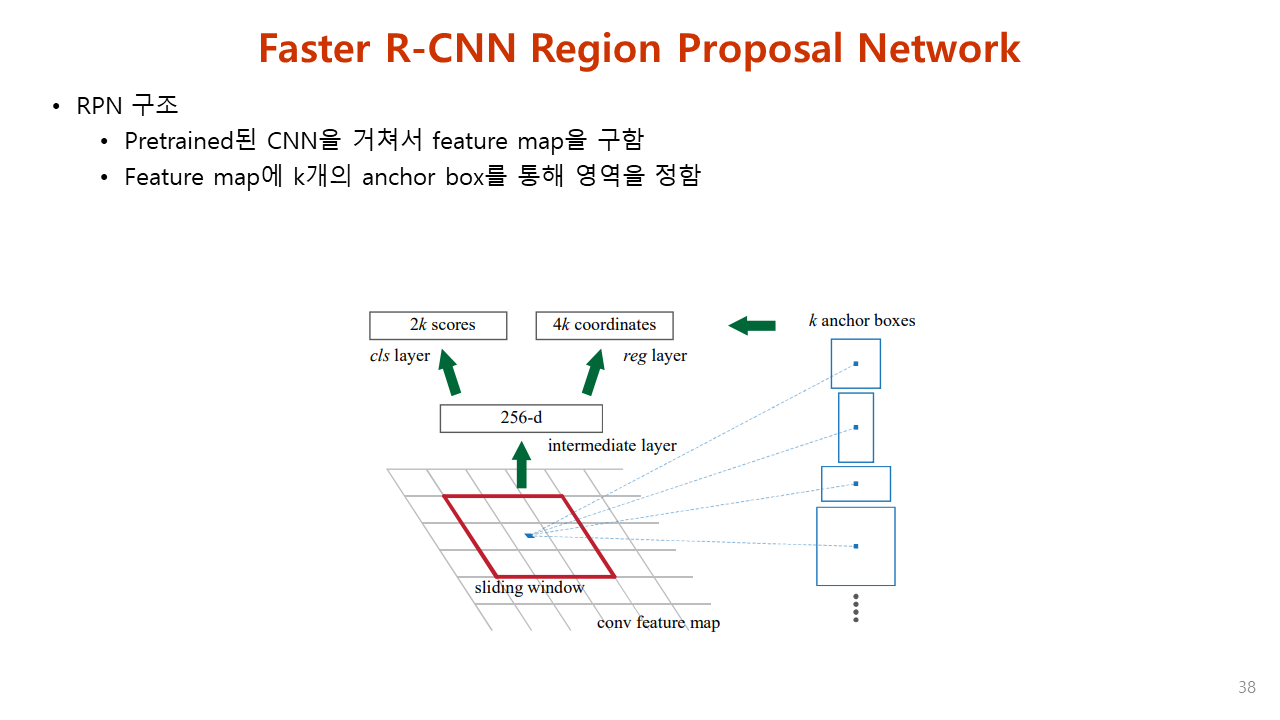 Faster R-CNN Region Proposal Network
• RPN 구조
• Pretrained된 CNN을 거쳐서 feature map을 구함
• Feature map에 k개의 anchor box를 통해 영역을 정함
2k scores
4k coordinates
k anchor boxes
cls layer
reg layer
256-d
intermediate layer
sliding window
conv feature map
38